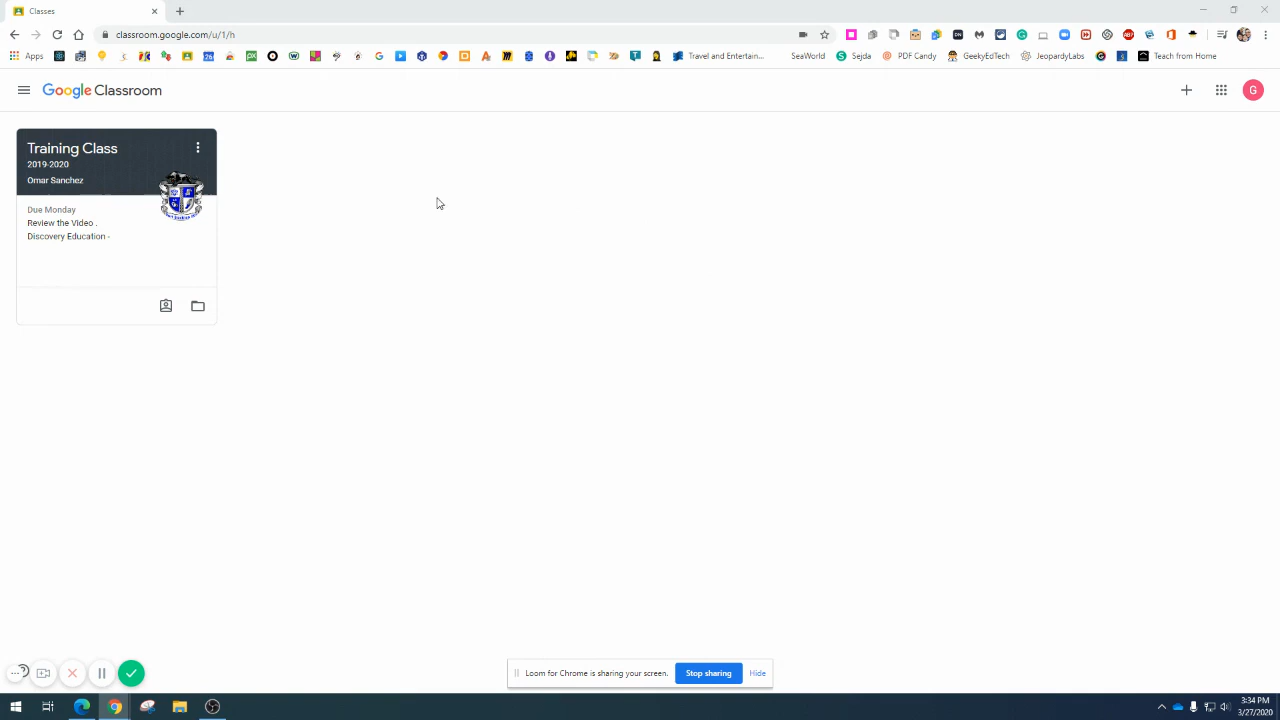 Classes
classroom.google.com/u/1/h
Apps
Travel and Entertain...
SeaWorld
Sejda
PDF Candy
GeekyEdTech
JeopardyLabs
Teach from Home
Google Classroom
G
Training Class
2019-2020
Omar Sanchez
Due Monday
Review the Video .
Discovery Education -
Loom for Chrome is sharing your screen.
Stop sharing
Hide
3:34 PM
3/27/2020